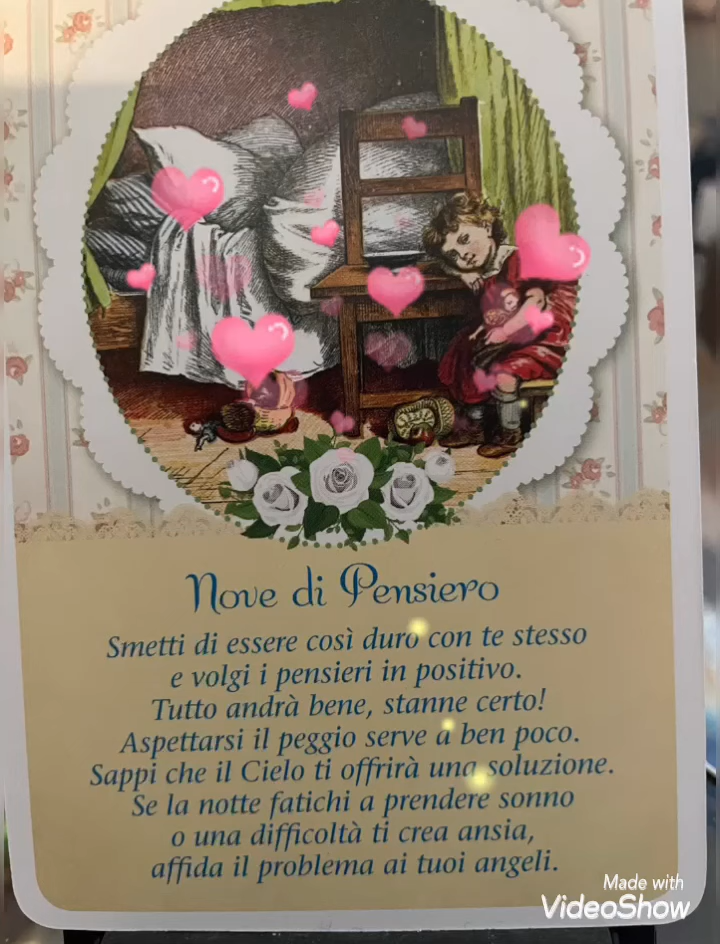 Nove di Pensiero
Smetti di essere così duro con te stesso
e volgi i pensieri in positivo.
Tutto andrà bene, stanne certo!
Aspettarsi il peggio serve a ben poco.
Sappi che il Cielo ti offrirà una soluzione.
Se la notte fatichi a prendere sonno
o una difficoltà ti crea ansia,
affida il problema ai tuoi angeli.
Made with
VideoShow